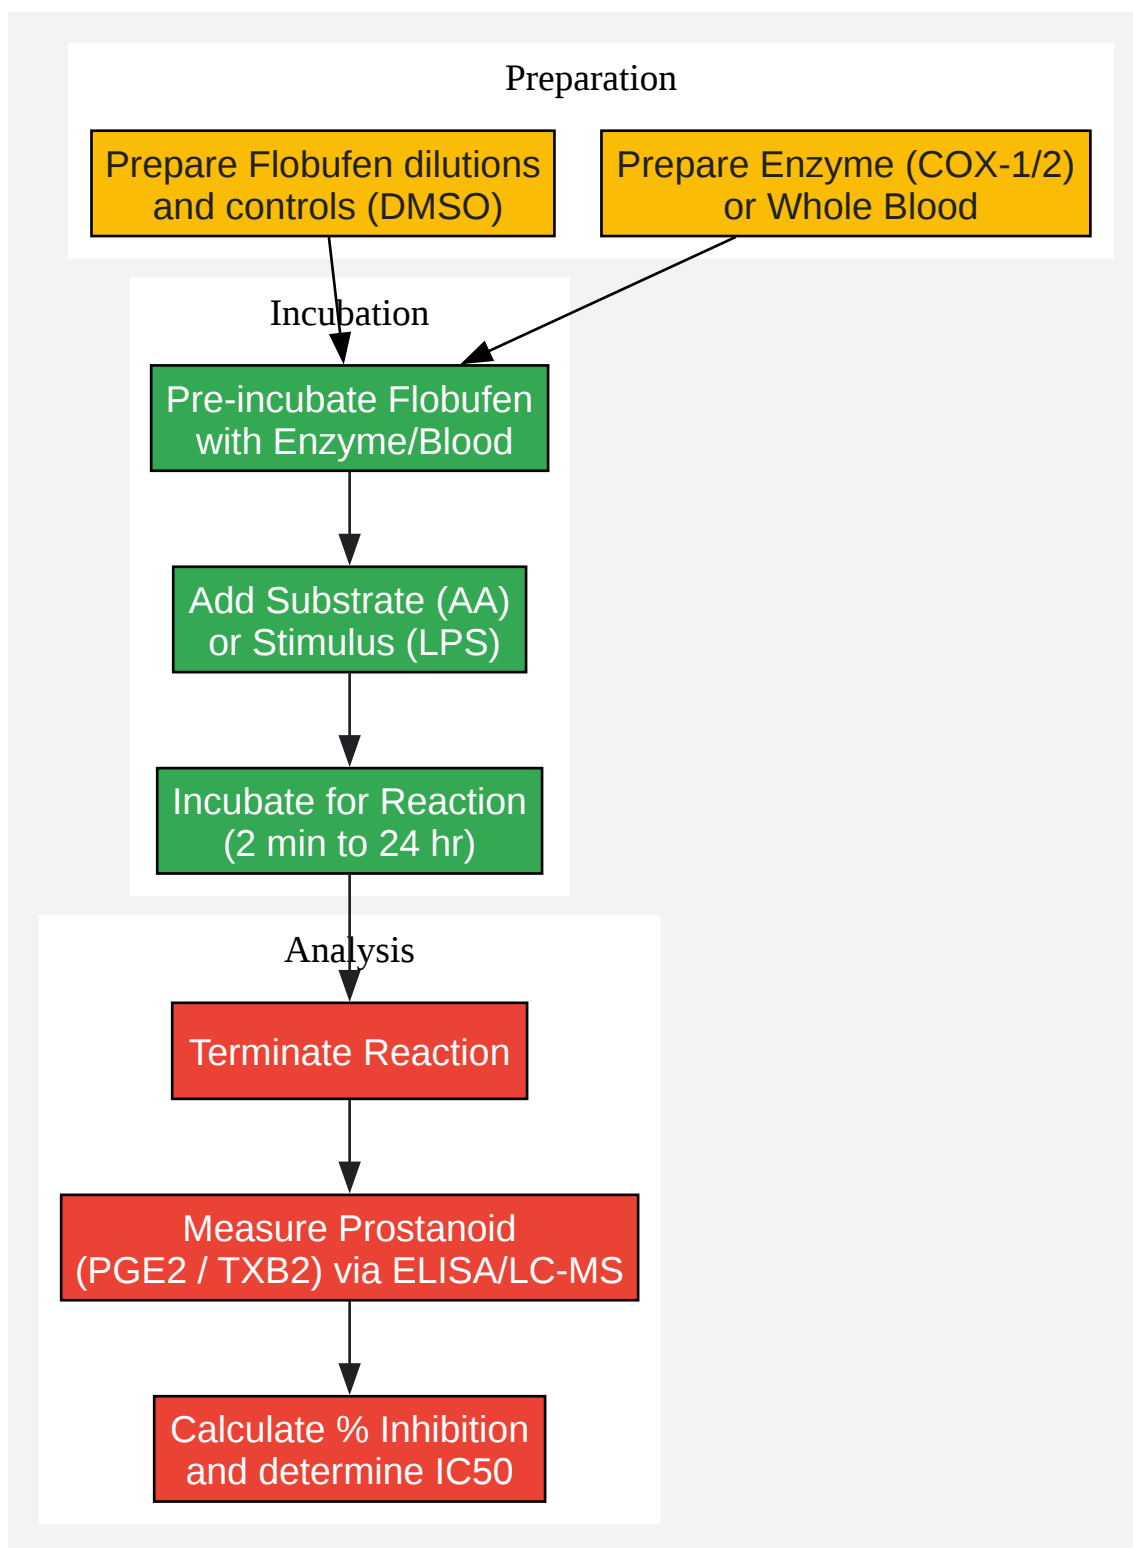 Preparation
Prepare Flobufen dilutions
and controls (DMSO)
Prepare Enzyme (COX-1/2)
or Whole Blood
Incubation
Pre-incubate Flobufen
with Enzyme/Blood
Add Substrate (AA)
or Stimulus (LPS)
Incubate for Reaction
(2 min to 24 hr)
Analysis
Terminate Reaction
Measure Prostanoid
(PGE2 / TXB2) via ELISA/LC-MS
Calculate % Inhibition
and determine IC50